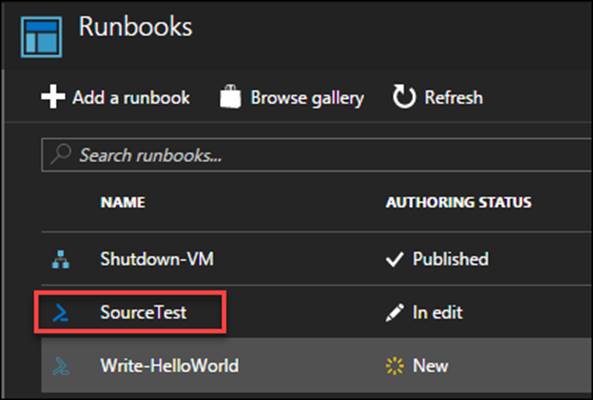 Runbooks
Add a runbook Browse gallery Refresh
Search runbooks...
NAME AUTHORING STATUS
Shutdown-VM Published
SourceTest In edit
Write-HelloWorld New